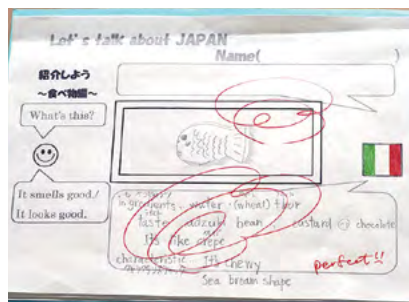 Let's talk about JAPAN
Name( )
紹介しよう
～食べ物編～
What's this?
It smells good./
It looks good.
ingredients water (wheat) flor
taste adzuki bean, custard chocolate
It's like crepe
characteristic It's cherry
Sea bream shape
perfect!!